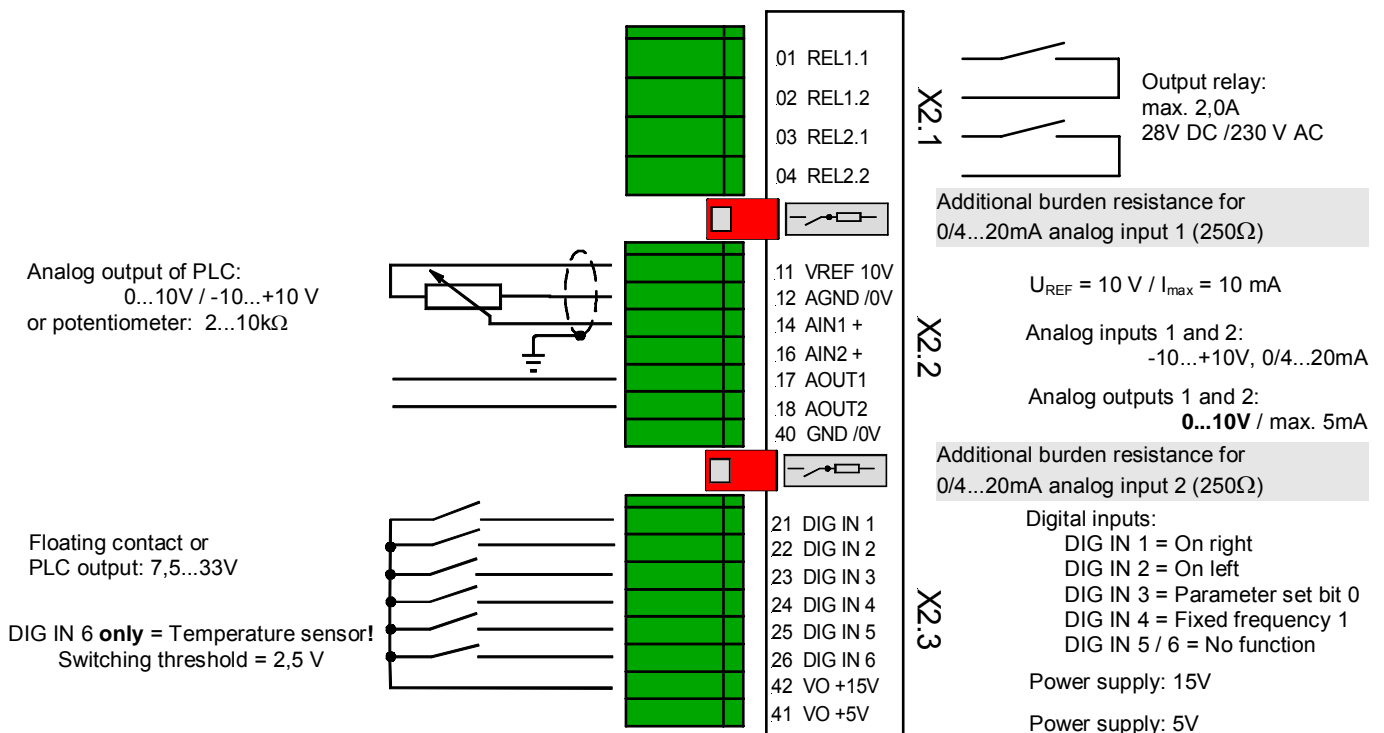 01 REL1.1
02 REL1.2
03 REL2.1
04 REL2.2
X2.1
Output relay:
max. 2,0A
28V DC /230 V AC
Additional burden resistance for
0/4...20mA analog input 1 (250Ω)
Analog output of PLC:
0...10V / -10...+10 V
or potentiometer: 2...10kΩ
11 VREF 10V
12 AGND /0V
14 AIN1 +
16 AIN2 +
17 AOUT1
18 AOUT2
40 GND /0V
X2.2
UREF = 10 V / Imax = 10 mA
Analog inputs 1 and 2:
-10...+10V, 0/4...20mA
Analog outputs 1 and 2:
0...10V / max. 5mA
Additional burden resistance for
0/4...20mA analog input 2 (250Ω)
Floating contact or
PLC output: 7,5...33V
DIG IN 6 only = Temperature sensor!
Switching threshold = 2,5 V
21 DIG IN 1
22 DIG IN 2
23 DIG IN 3
24 DIG IN 4
25 DIG IN 5
26 DIG IN 6
42 VO +15V
41 VO +5V
X2.3
Digital inputs:
DIG IN 1 = On right
DIG IN 2 = On left
DIG IN 3 = Parameter set bit 0
DIG IN 4 = Fixed frequency 1
DIG IN 5 / 6 = No function
Power supply: 15V
Power supply: 5V